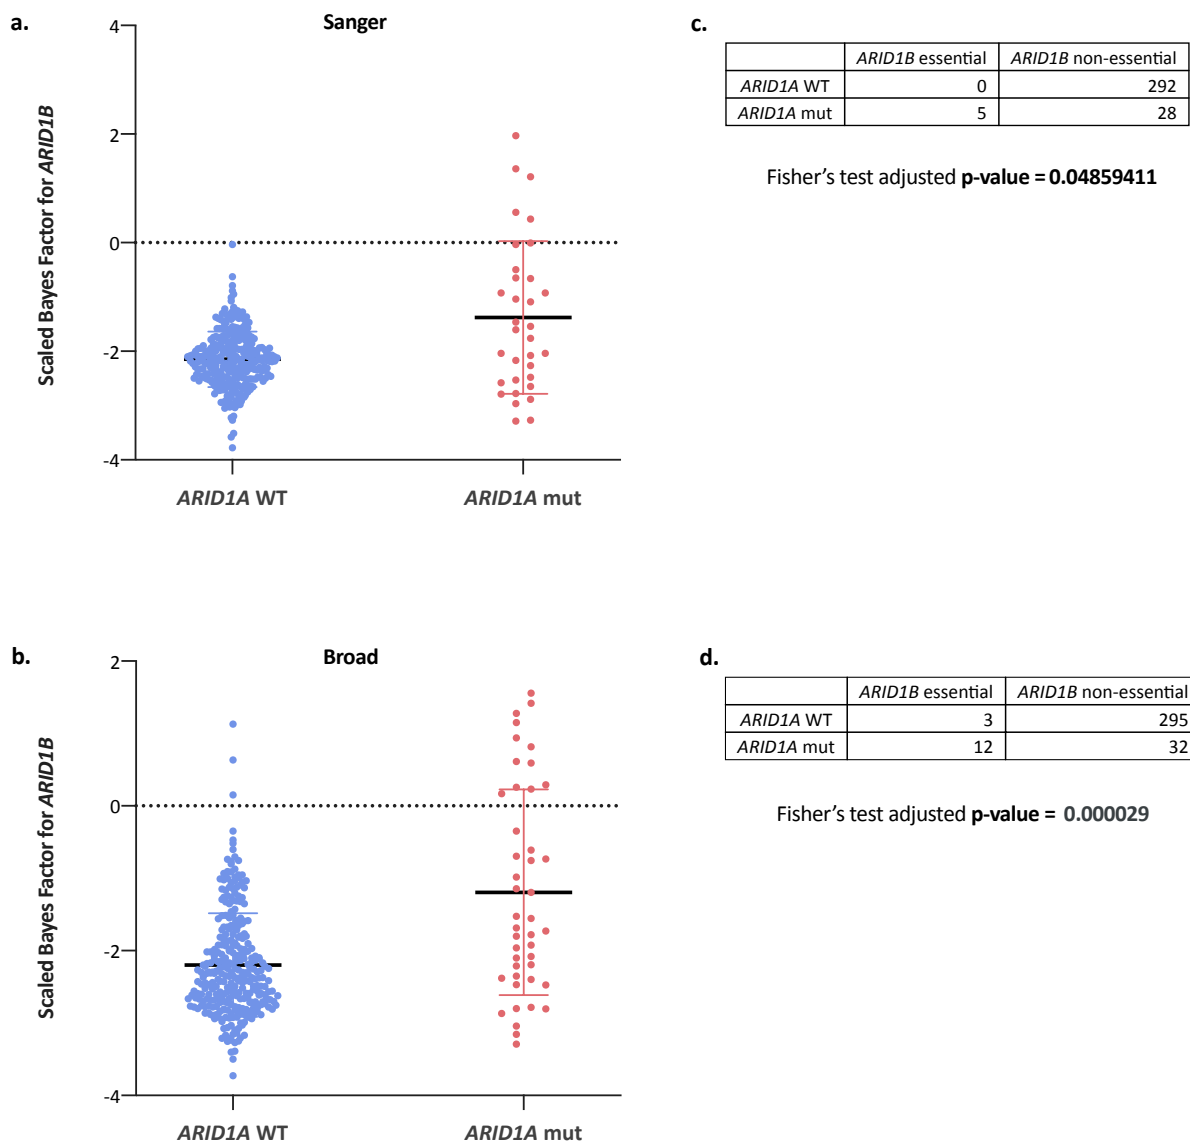 a.
Sanger
4
2
0
-2
-4
Scaled Bayes Factor for ARID1B
ARID1A WT
ARID1A mut
c.
ARID1B essential ARID1B non-essential
ARID1A WT 0 292
ARID1A mut 5 28
Fisher's test adjusted p-value = 0.04859411
b.
Broad
2
0
-2
-4
Scaled Bayes Factor for ARID1B
ARID1A WT
ARID1A mut
d.
ARID1B essential ARID1B non-essential
ARID1A WT 3 295
ARID1A mut 12 32
Fisher's test adjusted p-value = 0.000029